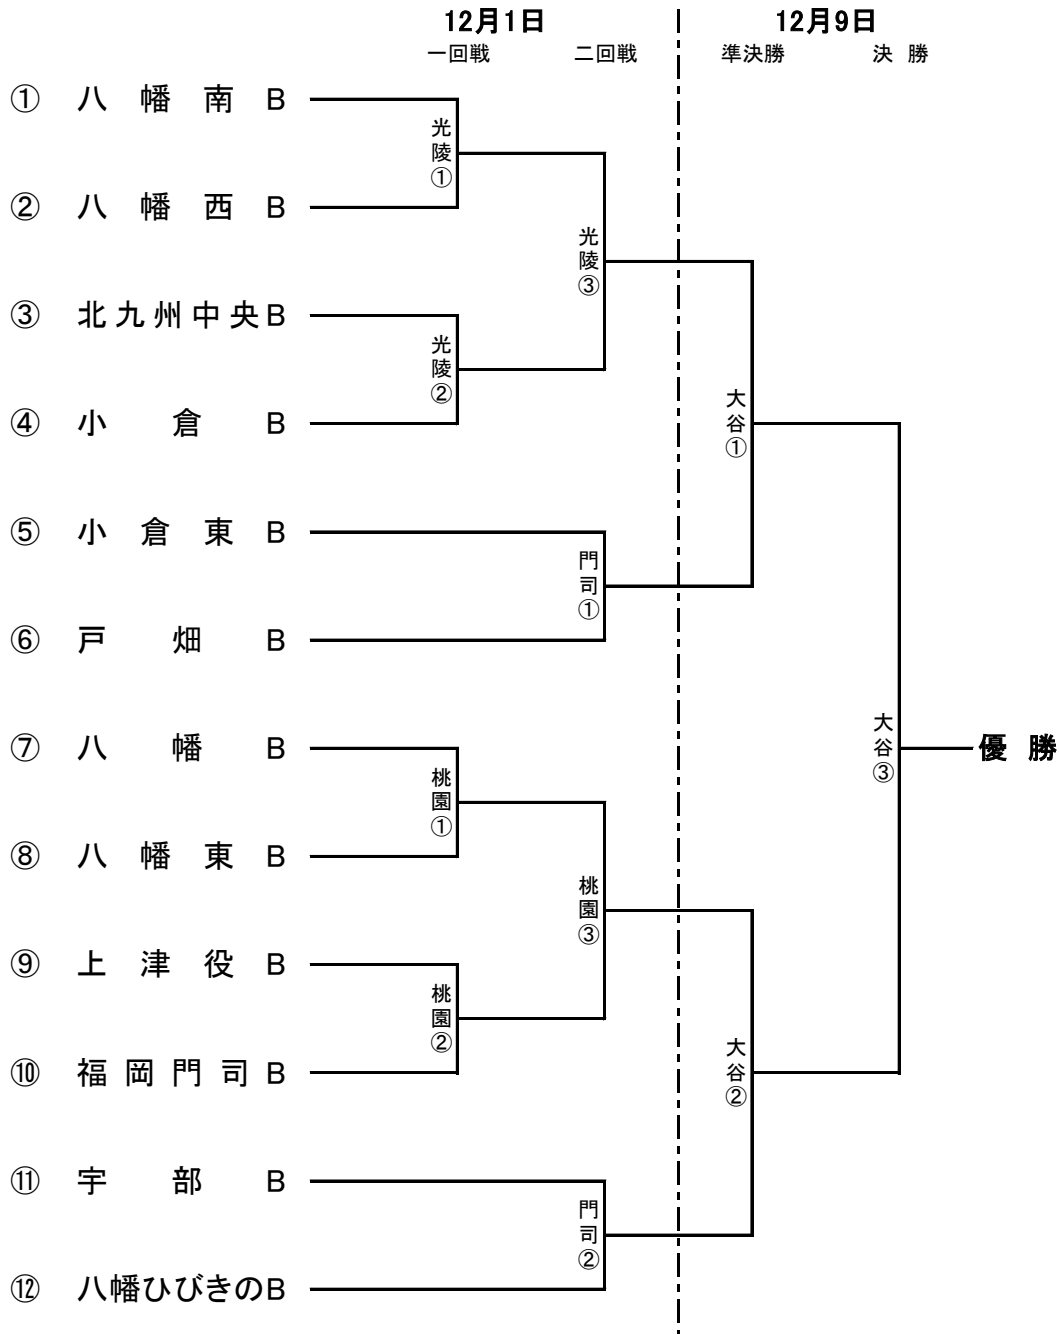 12月1日 12月9日
一回戦 二回戦 準決勝 決 勝
① 八 幡 南 B
光陵①
② 八 幡 西 B
光陵③
③ 北九州中央B
光陵②
④ 小 倉 B
大谷①
⑤ 小 倉 東 B
門司①
⑥ 戸 畑 B
⑦ 八 幡 B
大谷③
優 勝
桃園①
⑧ 八 幡 東 B
桃園③
⑨ 上 津 役 B
桃園②
⑩ 福 岡 門 司 B
大谷②
⑪ 宇 部 B
門司②
⑫ 八幡ひびきのB